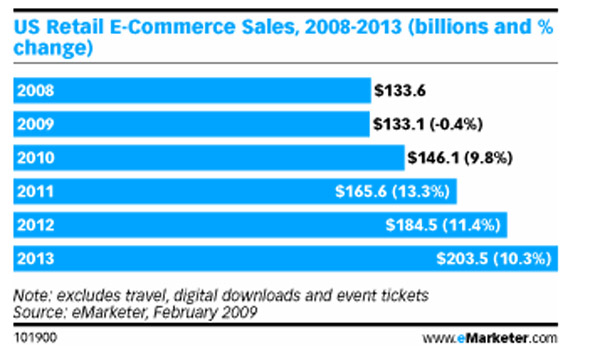 US Retail E-Commerce Sales, 2008-2013 (billions and %
change)
2008 $133.6
2009 $133.1 (-0.4%)
2010 $146.1 (9.8%)
2011 $165.6 (13.3%)
2012 $184.5 (11.4%)
2013 $203.5 (10.3%)
Note: excludes travel, digital downloads and event tickets
Source: eMarketer, February 2009
101900 www.eMarketer.com